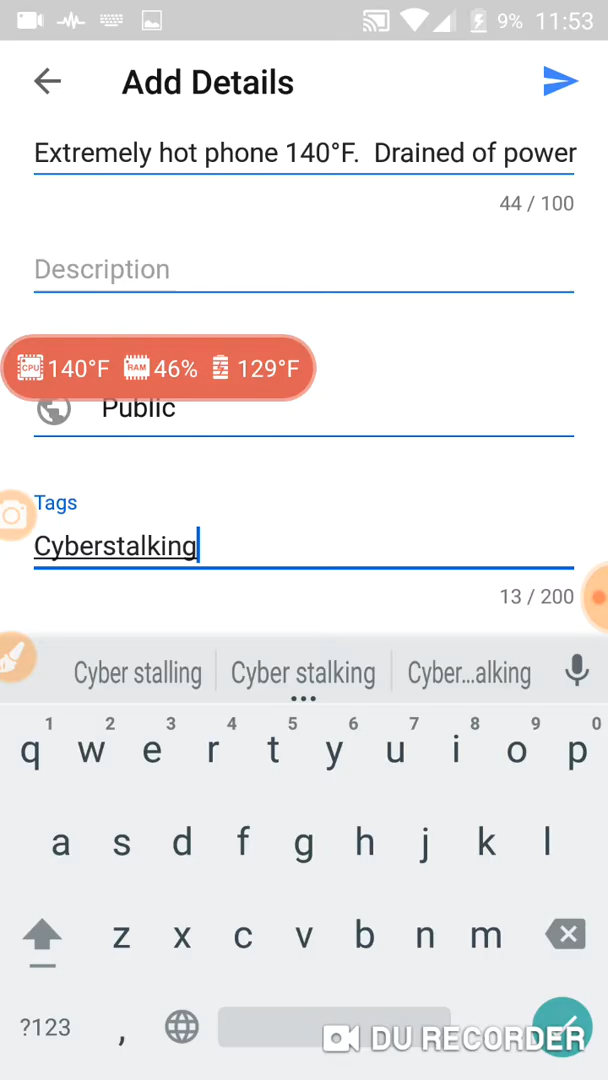 9% 11:53
Add Details
Extremely hot phone 140°F.  Drained of power
44 / 100
Description
CPU 140°F RAM 46% 129°F
Public
Tags
Cyberstalking
13 / 200
Cyber stalling Cyber stalking Cyber...alking
1 2 3 4 5 6 7 8 9 0
q w e r t y u i o p
a s d f g h j k l
z x c v b n m
?123 ,
DU RECORDER